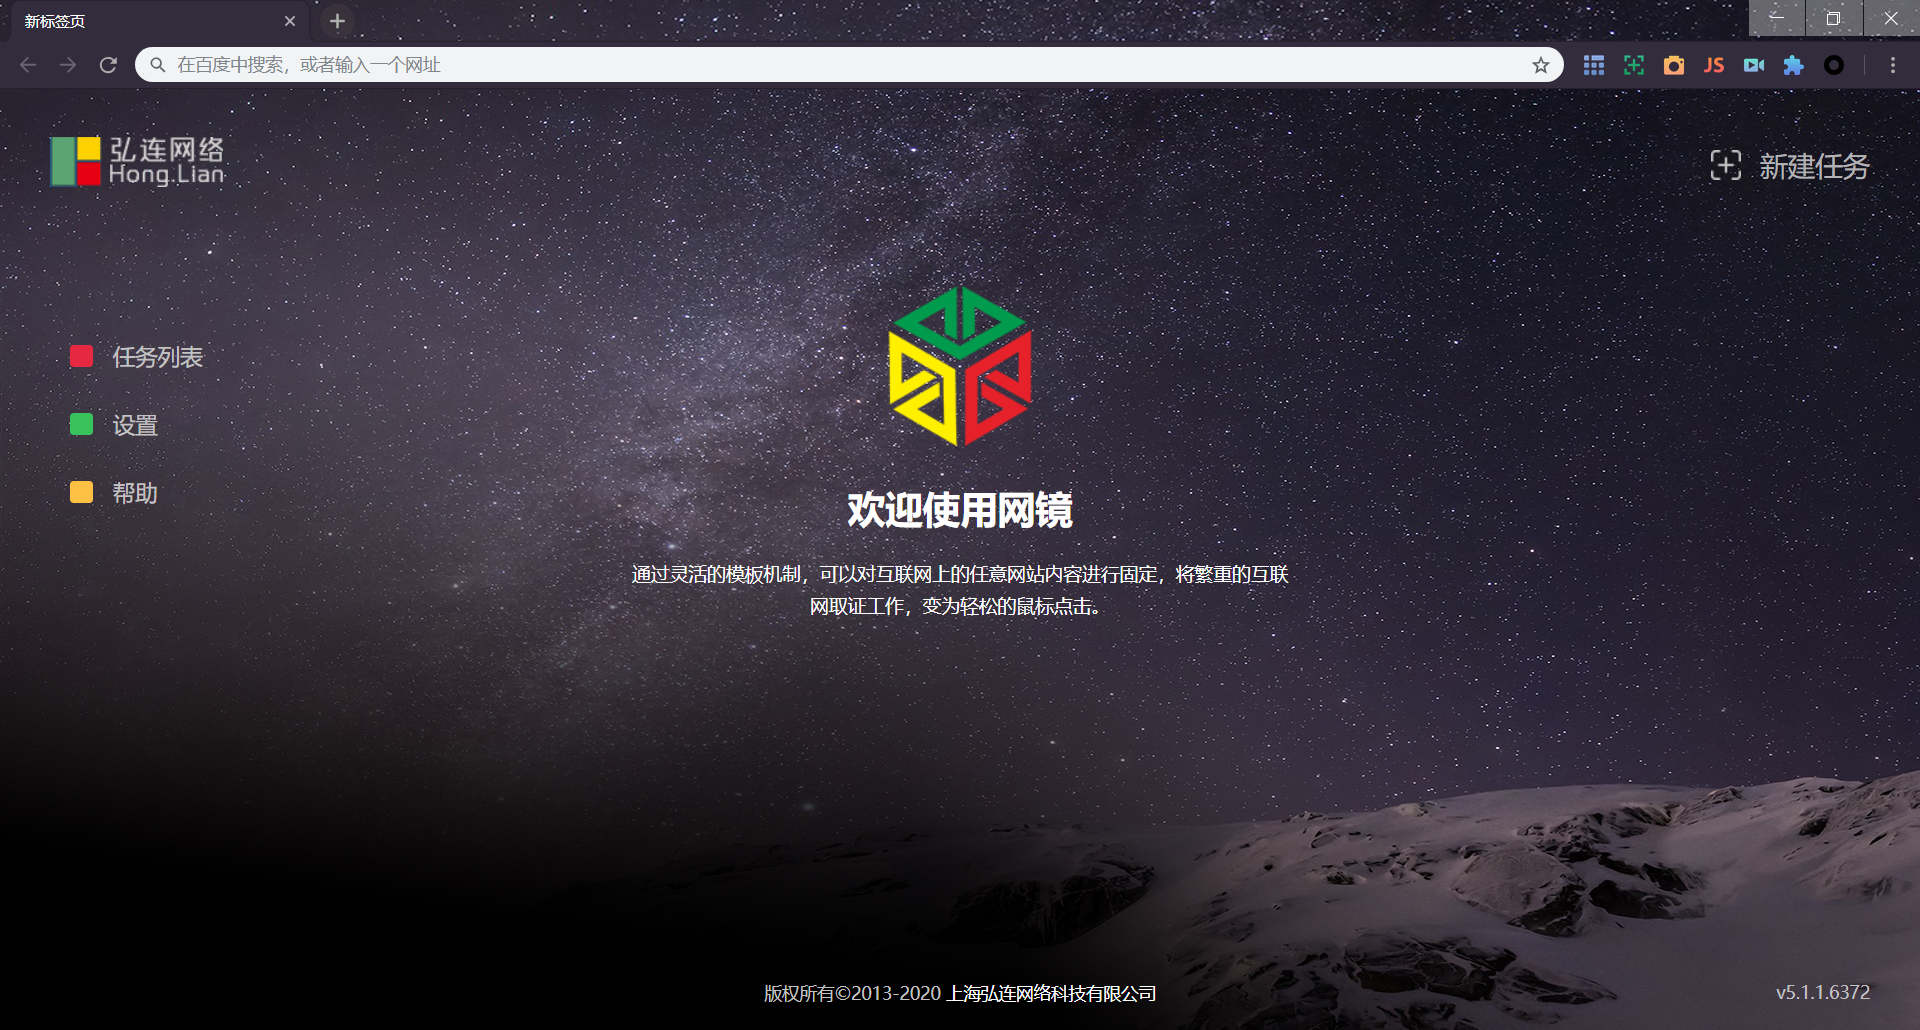 新标签页
在百度中搜索，或者输入一个网址
JS
弘连网络
Hong.Lian
新建任务
任务列表
设置
帮助
欢迎使用网镜
通过灵活的模板机制，可以对互联网上的任意网站内容进行固定，将繁重的互联
网取证工作，变为轻松的鼠标点击。
版权所有©2013-2020 上海弘连网络科技有限公司
v5.1.1.6372